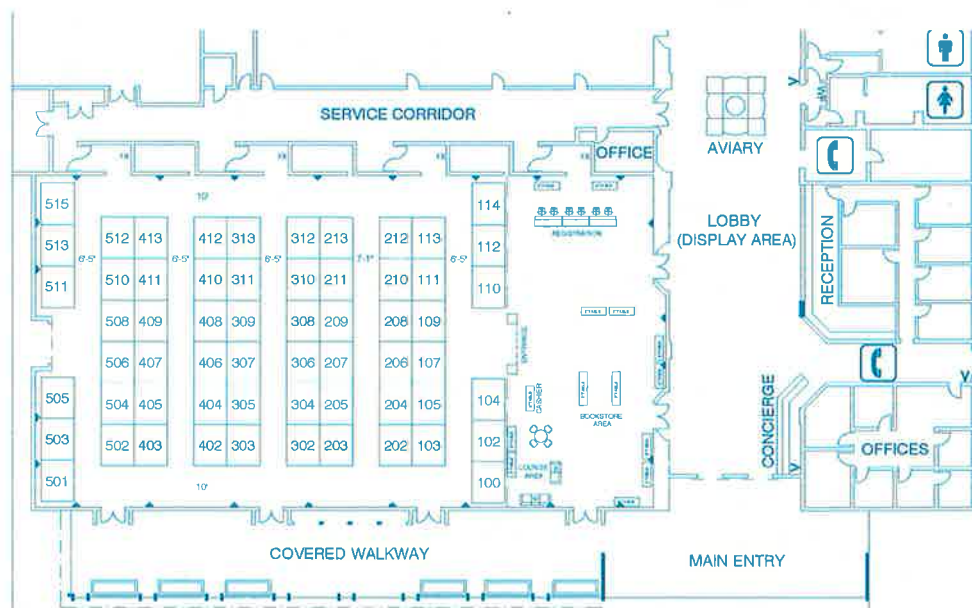 SERVICE CORRIDOR
OFFICE
AVIARY
LOBBY
(DISPLAY AREA)
RECEPTION
REGISTRATION
10'
515
513
511
505
503
501
6'-5"
512 413
510 411
508 409
506 407
504 405
502 403
6'-5"
412 313
410 311
408 309
406 307
404 305
402 303
6'-5"
312 213
310 211
308 209
306 207
304 205
302 203
7'-1"
212 113
210 111
208 109
206 107
204 105
202 103
6'-5"
114
112
110
104
102
100
10'
ENTRANCE
CASHIER
BOOKSTORE
AREA
LOUNGE
AREA
CONCIERGE
OFFICES
COVERED WALKWAY
MAIN ENTRY